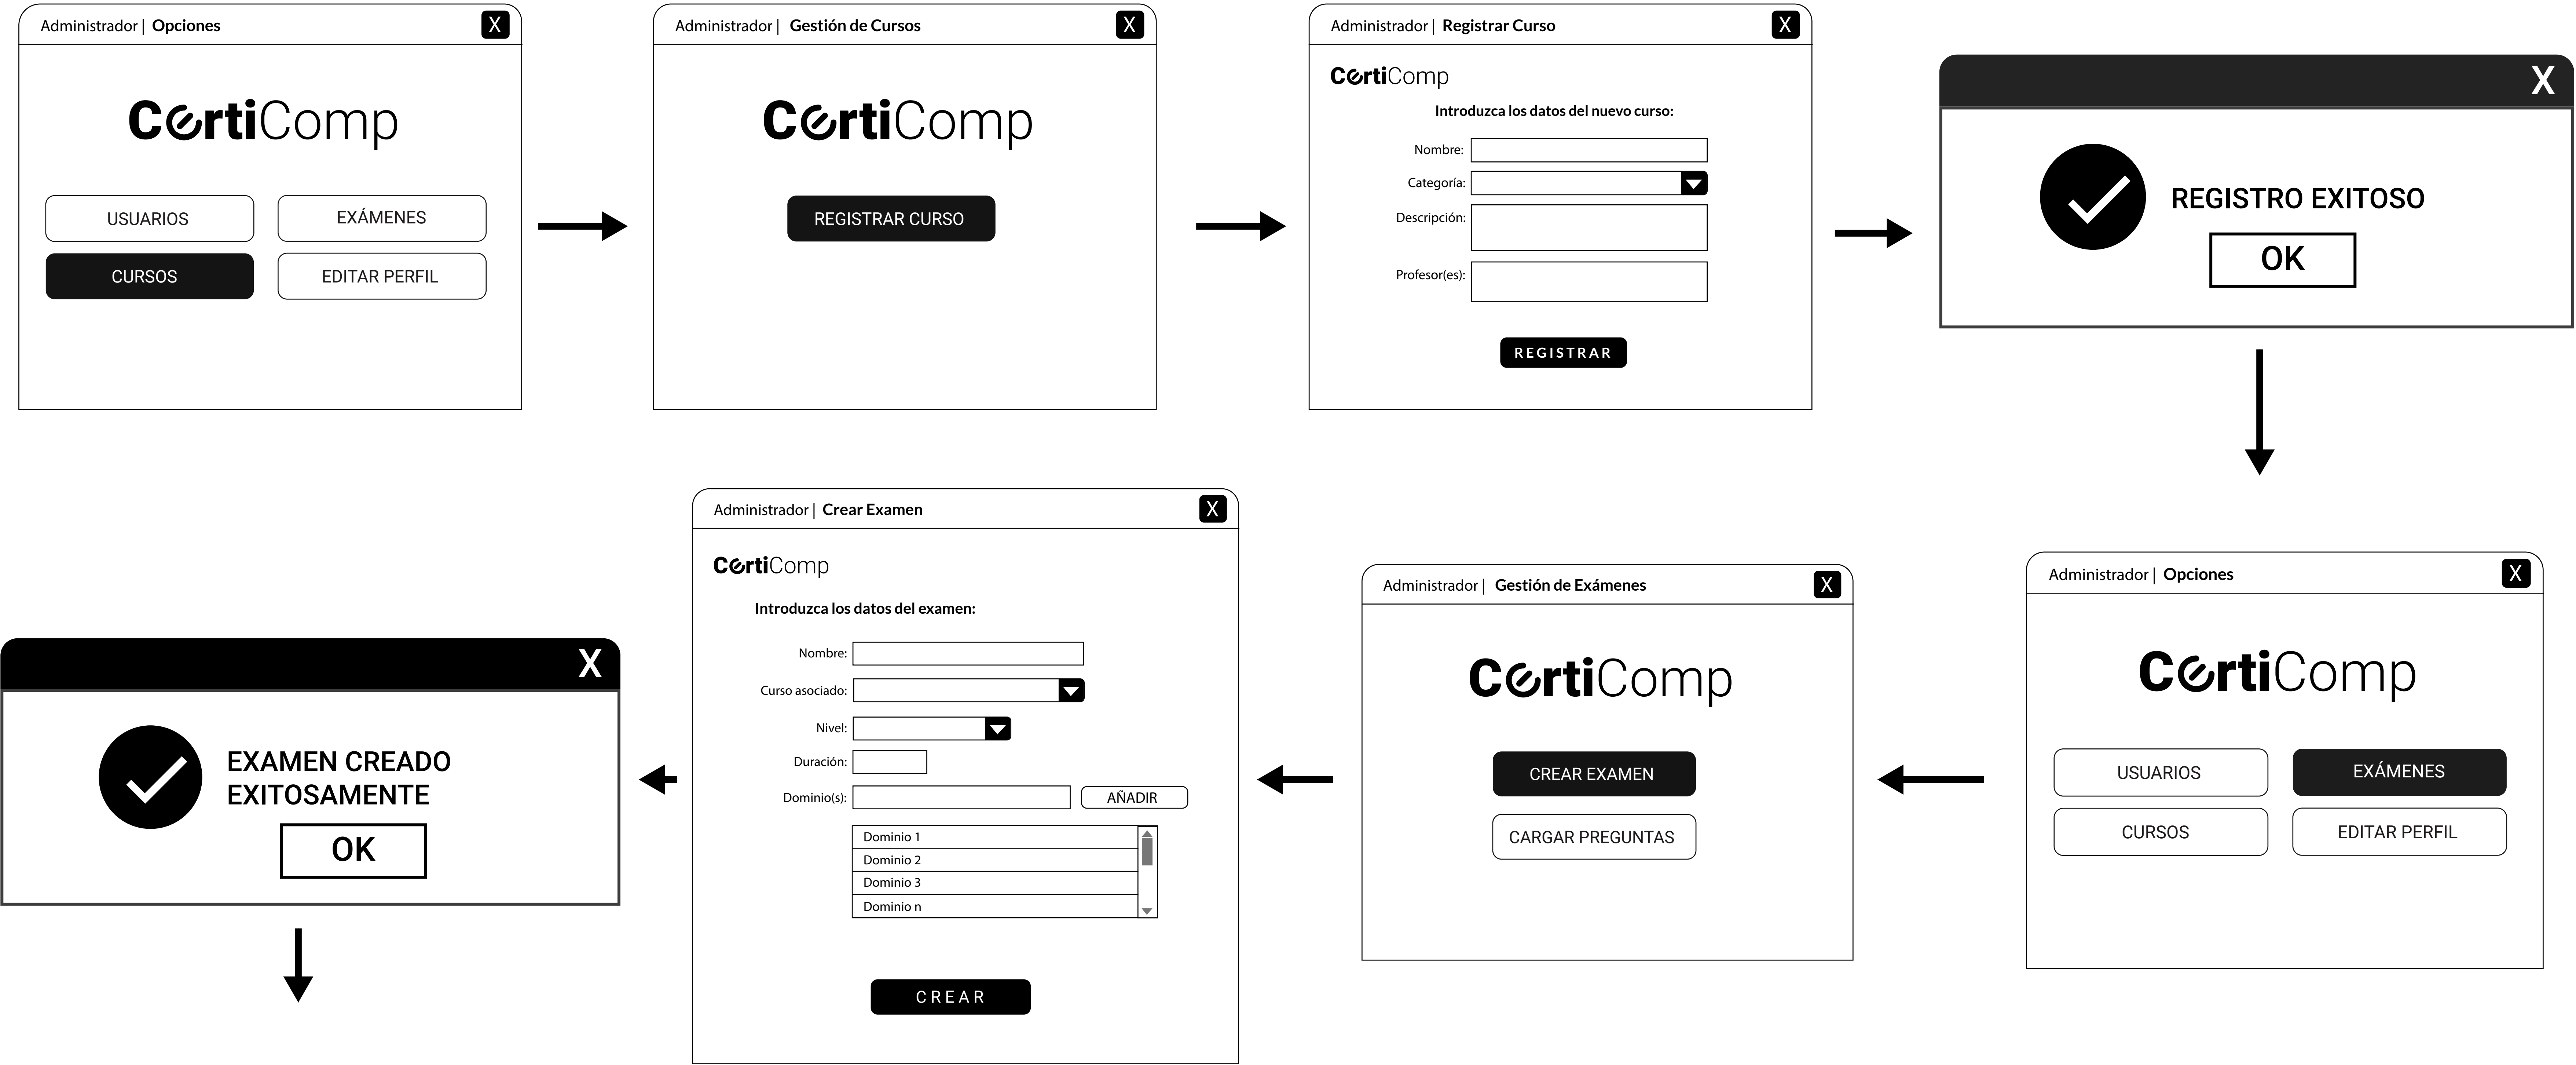 Administrador | Opciones X
CertiComp
USUARIOS EXÁMENES
CURSOS EDITAR PERFIL
Administrador | Gestión de Cursos X
CertiComp
REGISTRAR CURSO
Administrador | Registrar Curso X
CertiComp
Introduzca los datos del nuevo curso:
Nombre:
Categoría:
Descripción:
Profesor(es):
REGISTRAR
X
REGISTRO EXITOSO
OK
Administrador | Opciones X
CertiComp
USUARIOS EXÁMENES
CURSOS EDITAR PERFIL
Administrador | Gestión de Exámenes X
CertiComp
CREAR EXAMEN
CARGAR PREGUNTAS
Administrador | Crear Examen X
CertiComp
Introduzca los datos del examen:
Nombre:
Curso asociado:
Nivel:
Duración:
Dominio(s): AÑADIR
Dominio 1
Dominio 2
Dominio 3
Dominio n
CREAR
X
EXAMEN CREADO
EXITOSAMENTE
OK